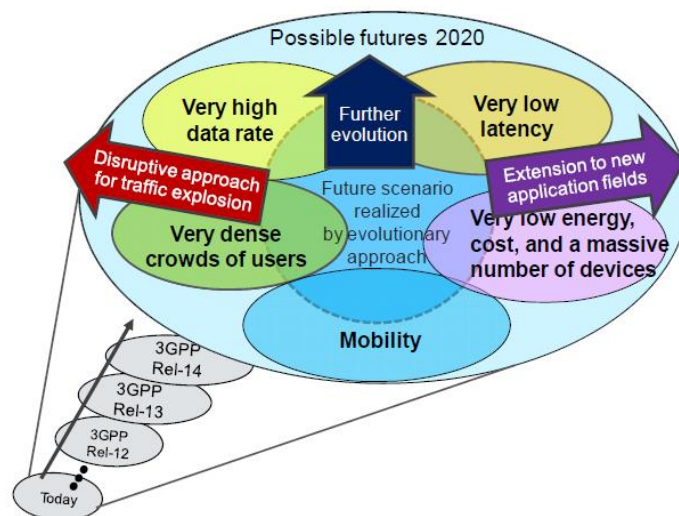 Possible futures 2020
Very high
data rate
Further
evolution
Very low
latency
Disruptive approach
for traffic explosion
Extension to new
application fields
Future scenario
realized
by evolutionary
approach
Very dense
crowds of users
Very low energy,
cost, and a massive
number of devices
Mobility
3GPP
Rel-14
3GPP
Rel-13
3GPP
Rel-12
Today